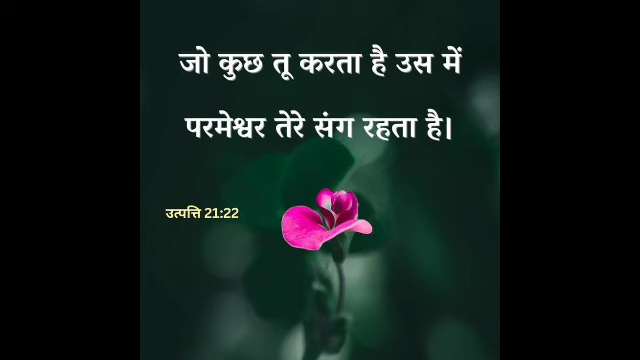 जो कुछ तू करता है उस में
परमेश्वर तेरे संग रहता है।
उत्पत्ति 21:22